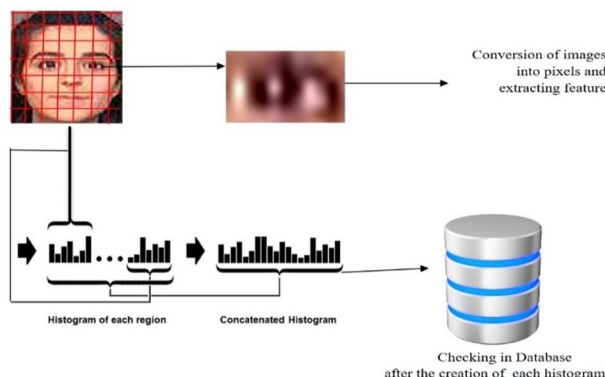 Conversion of images
into pixels and
extracting feature
Histogram of each region
Concatenated Histogram
Checking in Database
after the creation of each histogram